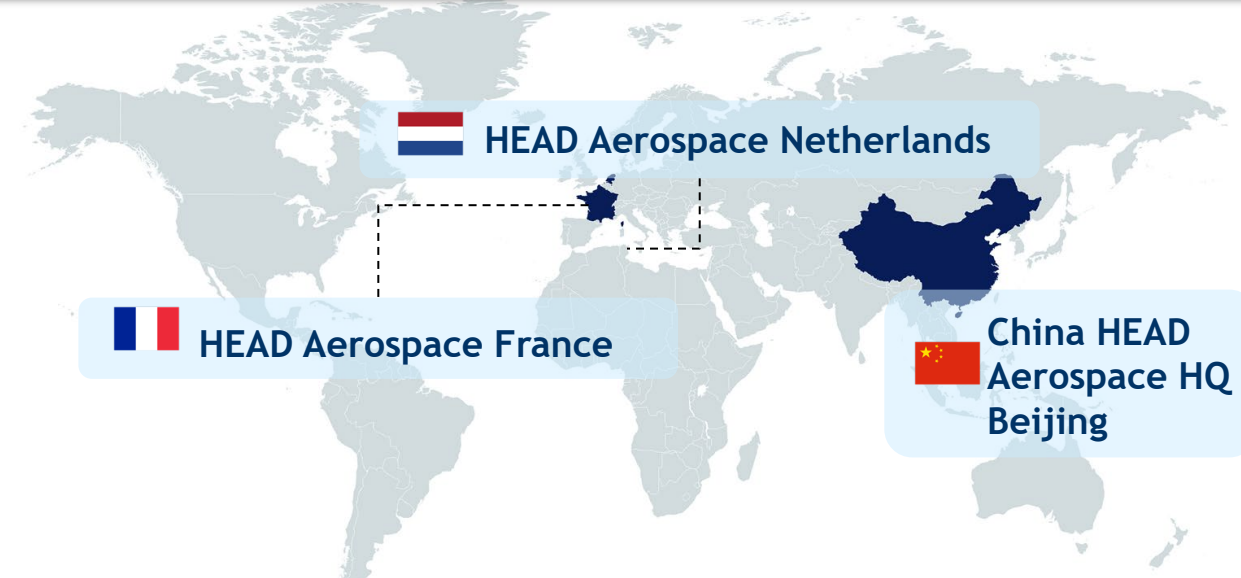 HEAD Aerospace Netherlands
HEAD Aerospace France
China HEAD
Aerospace HQ
Beijing